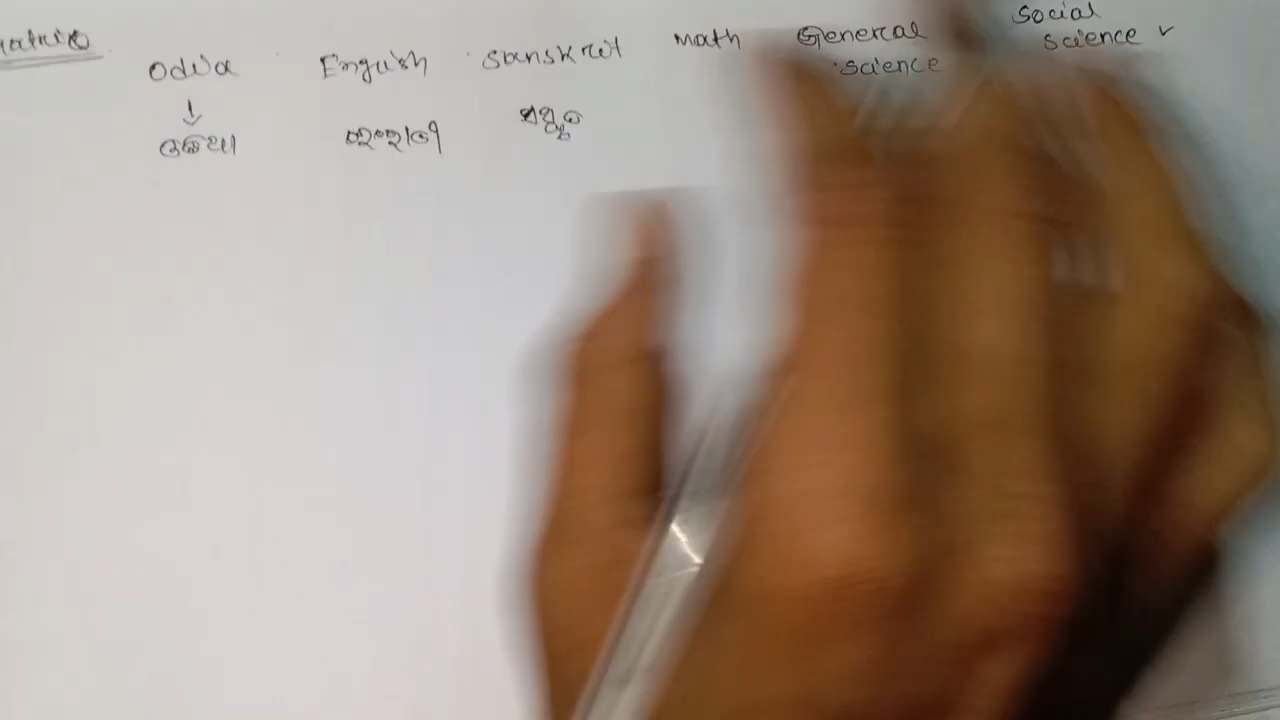 Odia English Sanskrit Math General science Social science
ଓଡିଆ ଇଂରାଜୀ